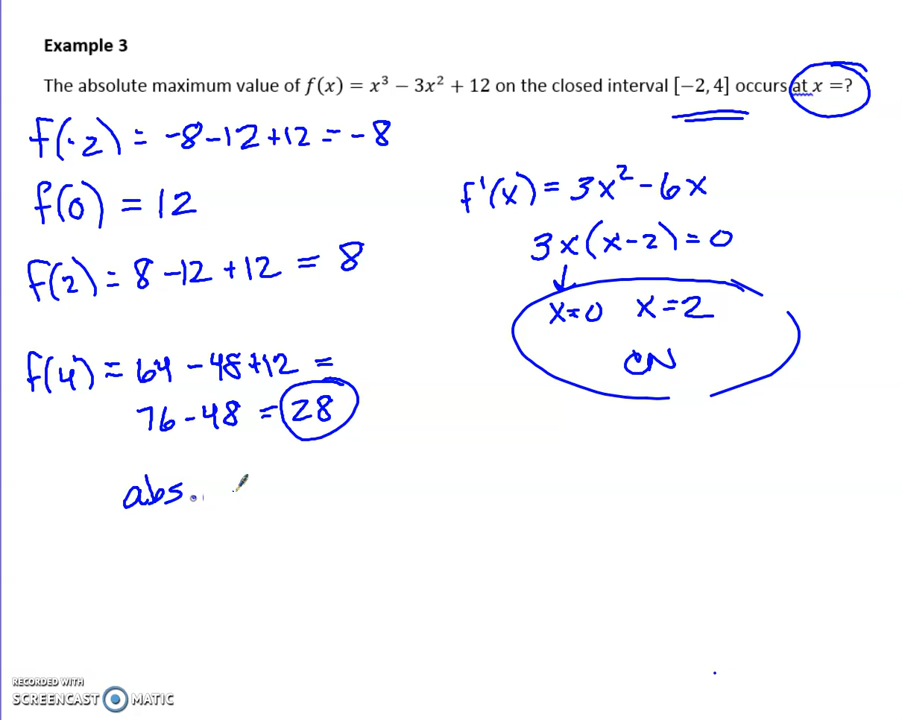 Example 3
The absolute maximum value of f(x) = x³ − 3x² + 12 on the closed interval [−2, 4] occurs at x =?
f(-2) = -8-12+12 = -8
f(0) = 12
f(2) = 8-12+12 = 8
f(4) = 64-48+12 =
76-48 = 28
abs.
f'(x) = 3x²-6x
3x(x-2)=0
x=0 x=2
CN
RECORDED WITH
SCREENCAST MATIC